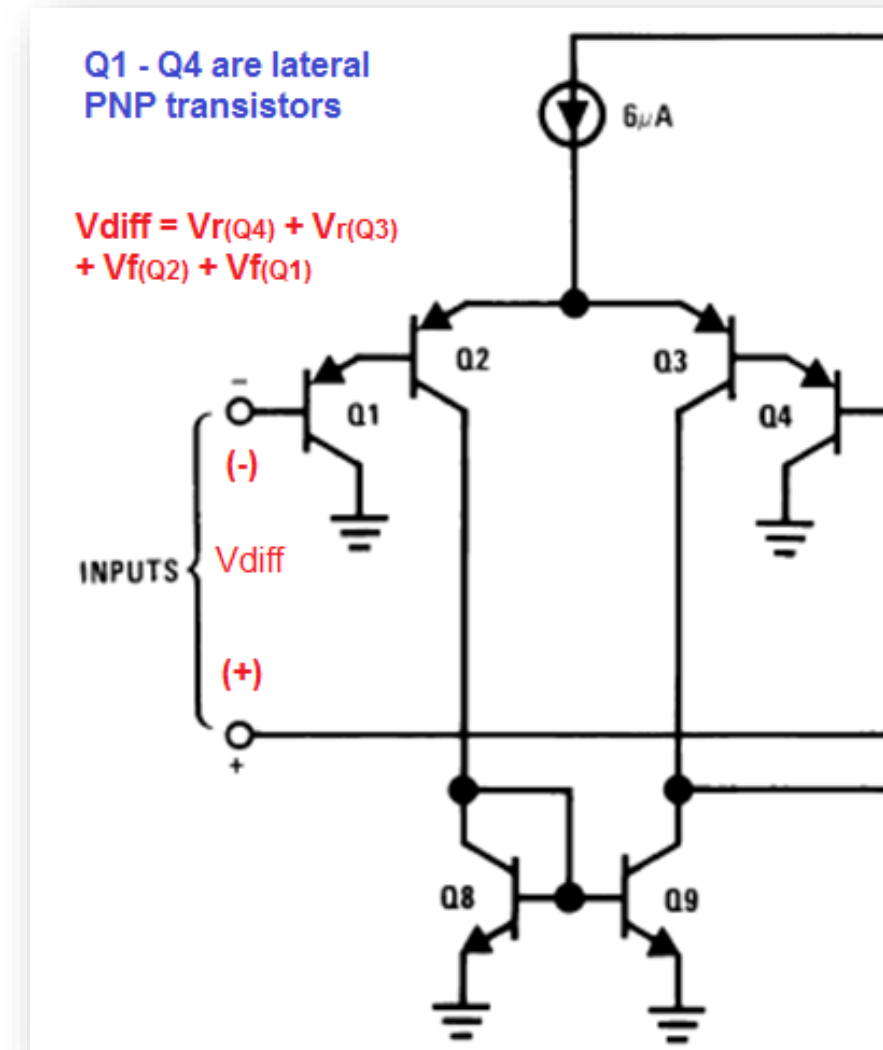 Q1 - Q4 are lateral
PNP transistors
6μA
Vdiff = Vr(Q4) + Vr(Q3)
+ Vf(Q2) + Vf(Q1)
Q2
Q3
−
Q1
Q4
(-)
INPUTS
Vdiff
(+)
+
Q8
Q9